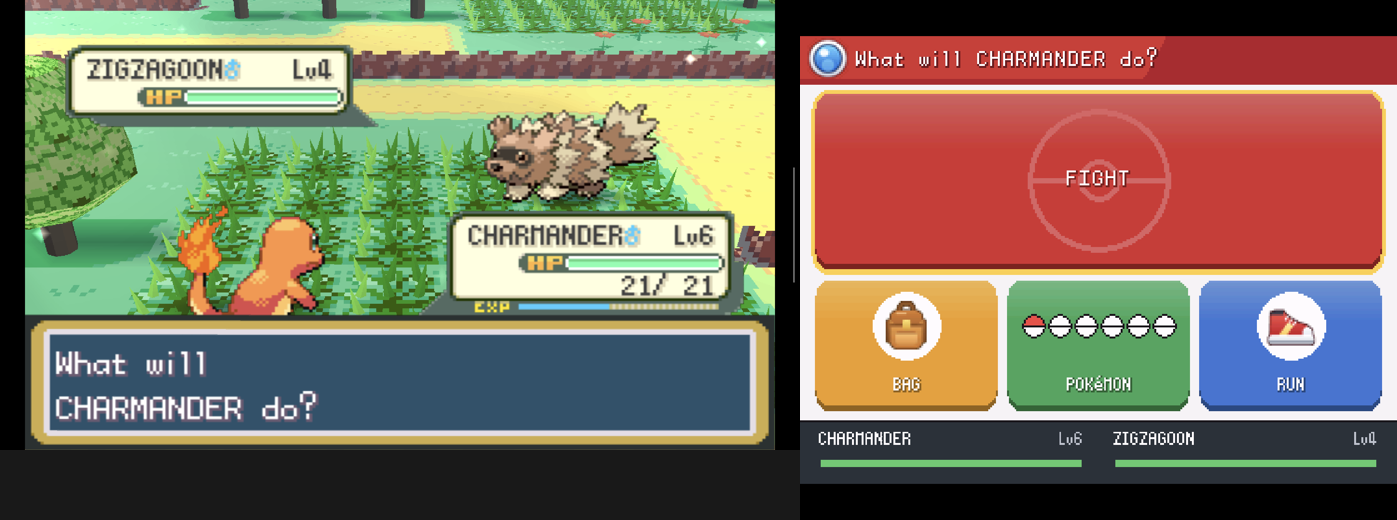 ZIGZAGOON♂ Lv4
HP
CHARMANDER♂ Lv6
HP
21/ 21
EXP
What will
CHARMANDER do?
What will CHARMANDER do?
FIGHT
BAG
POKéMON
RUN
CHARMANDER Lv6
ZIGZAGOON Lv4